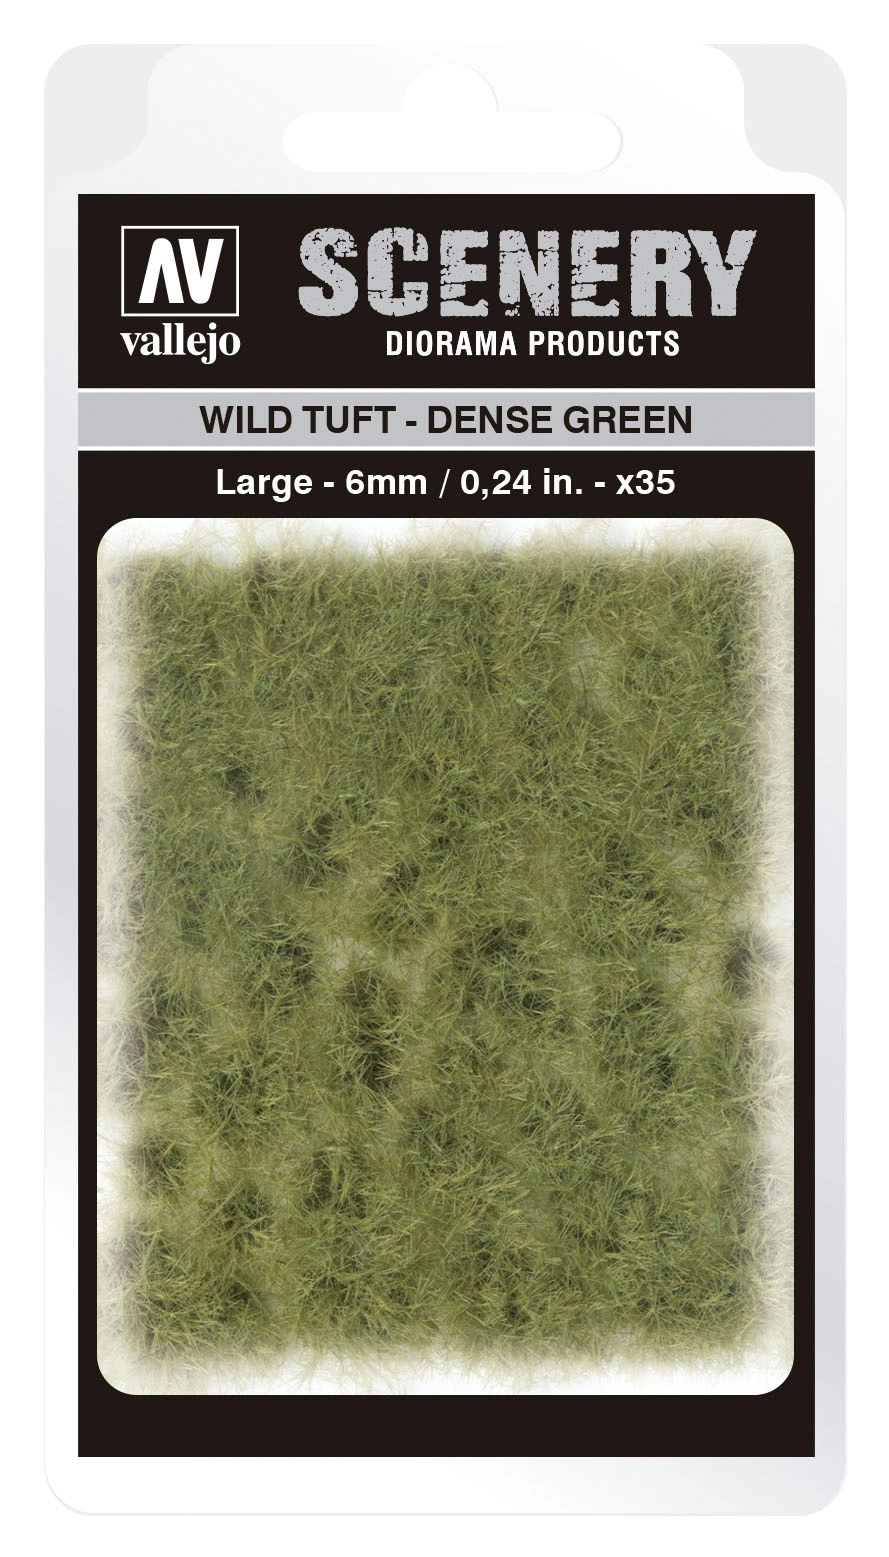 AV
vallejo
SCENERY
DIORAMA PRODUCTS
WILD TUFT - DENSE GREEN
Large - 6mm / 0,24 in. - x35